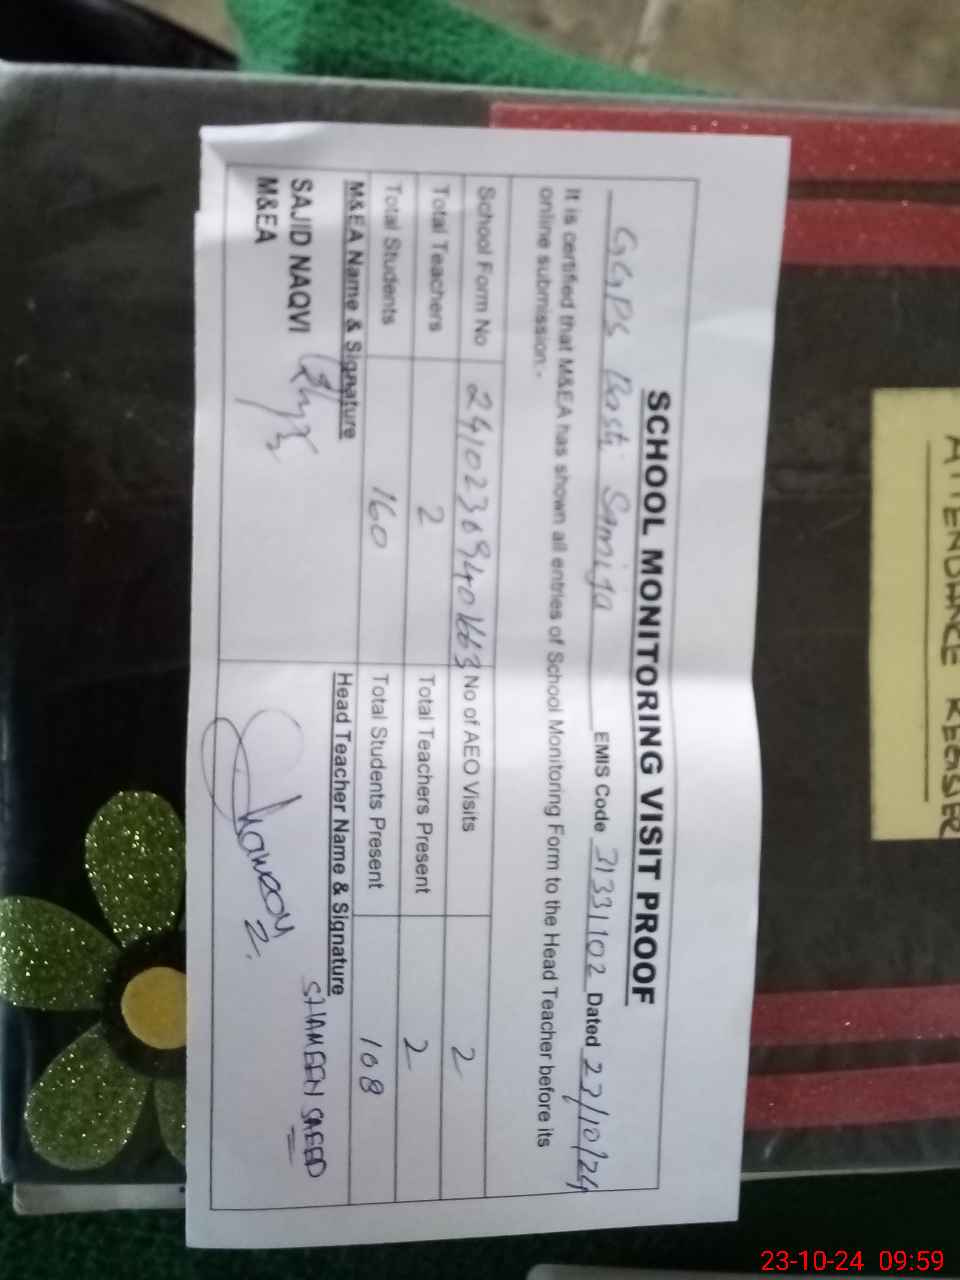 SCHOOL MONITORING VISIT PROOF
GGPS Basti Samija EMIS Code 31331102 Dated 23/10/24
It is certified that M&EA has shown all entries of School Monitoring Form to the Head Teacher before its
online submission:-
School Form No No of AEO Visits 2
Total Teachers 2 Total Teachers Present 2
Total Students 160 Total Students Present 108
M&EA Name & Signature Head Teacher Name & Signature
SAJID NAQVI SHAMEEN SAEED
M&EA
ATTENDANCE REGISTER
23-10-24 09:59